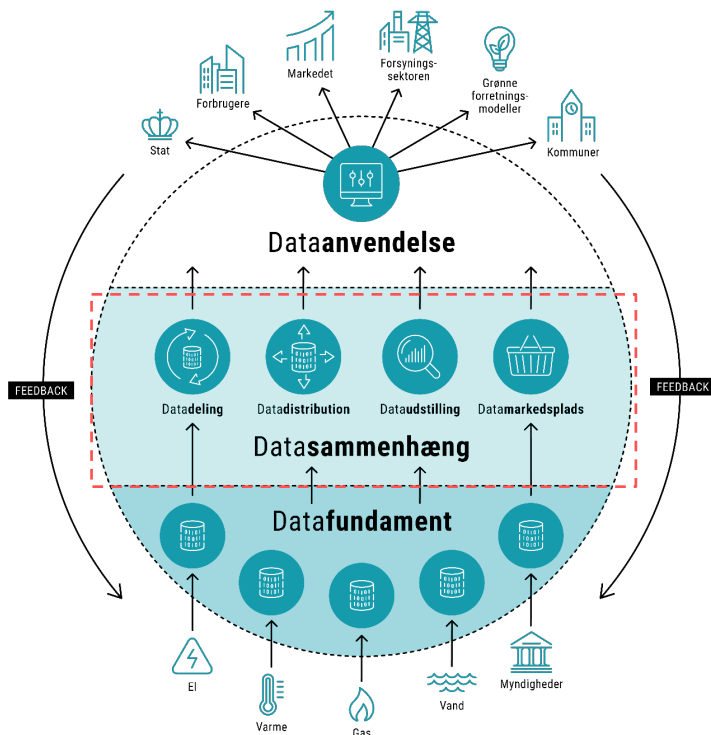 Markedet
Forsynings-
sektoren
Grønne
forretnings-
modeller
Forbrugere
Stat
Kommuner
Dataanvendelse
FEEDBACK
FEEDBACK
Datadeling
Datadistribution
Dataudstilling
Datamarkedsplads
Datasammenhæng
Datafundament
El
Varme
Gas
Vand
Myndigheder